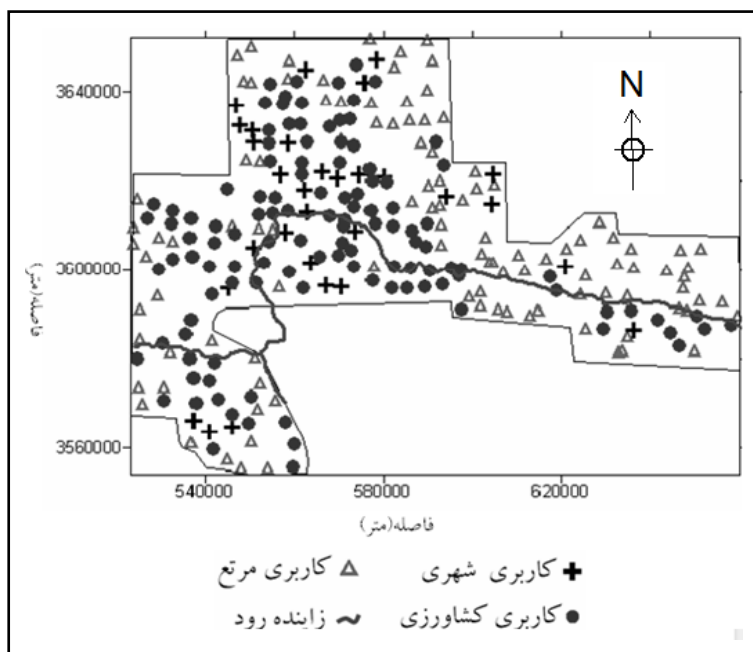 N
3640000
3600000
3560000
فاصله(متر)
540000 580000 620000
فاصله(متر)
کاربری شهری کاربری مرتع
کاربری کشاورزی زاینده رود